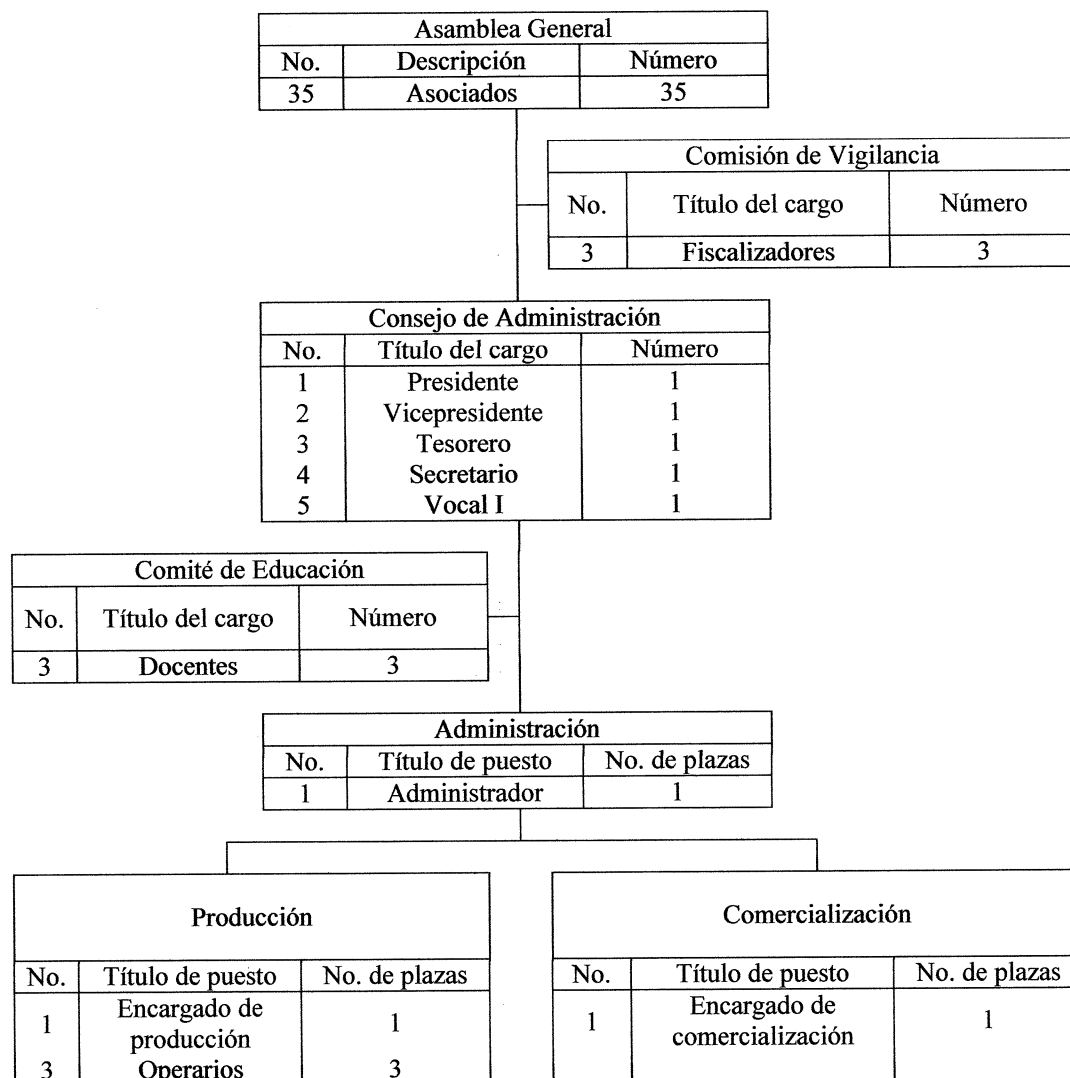 Asamblea General
No. Descripción Número
35 Asociados 35
Comisión de Vigilancia
No. Título del cargo Número
3 Fiscalizadores 3
Consejo de Administración
No. Título del cargo Número
1 Presidente 1
2 Vicepresidente 1
3 Tesorero 1
4 Secretario 1
5 Vocal I 1
Comité de Educación
No. Título del cargo Número
3 Docentes 3
Administración
No. Título de puesto No. de plazas
1 Administrador 1
Producción
No. Título de puesto No. de plazas
1 Encargado de producción 1
3 Operarios 3
Comercialización
No. Título de puesto No. de plazas
1 Encargado de comercialización 1